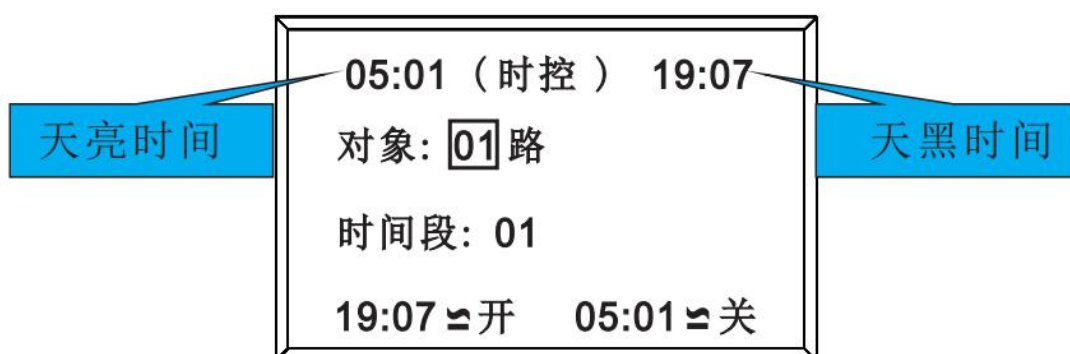 05:01 (时控) 19:07
天亮时间
天黑时间
对象: 01 路
时间段: 01
19:07 ≌ 开 05:01 ≌ 关